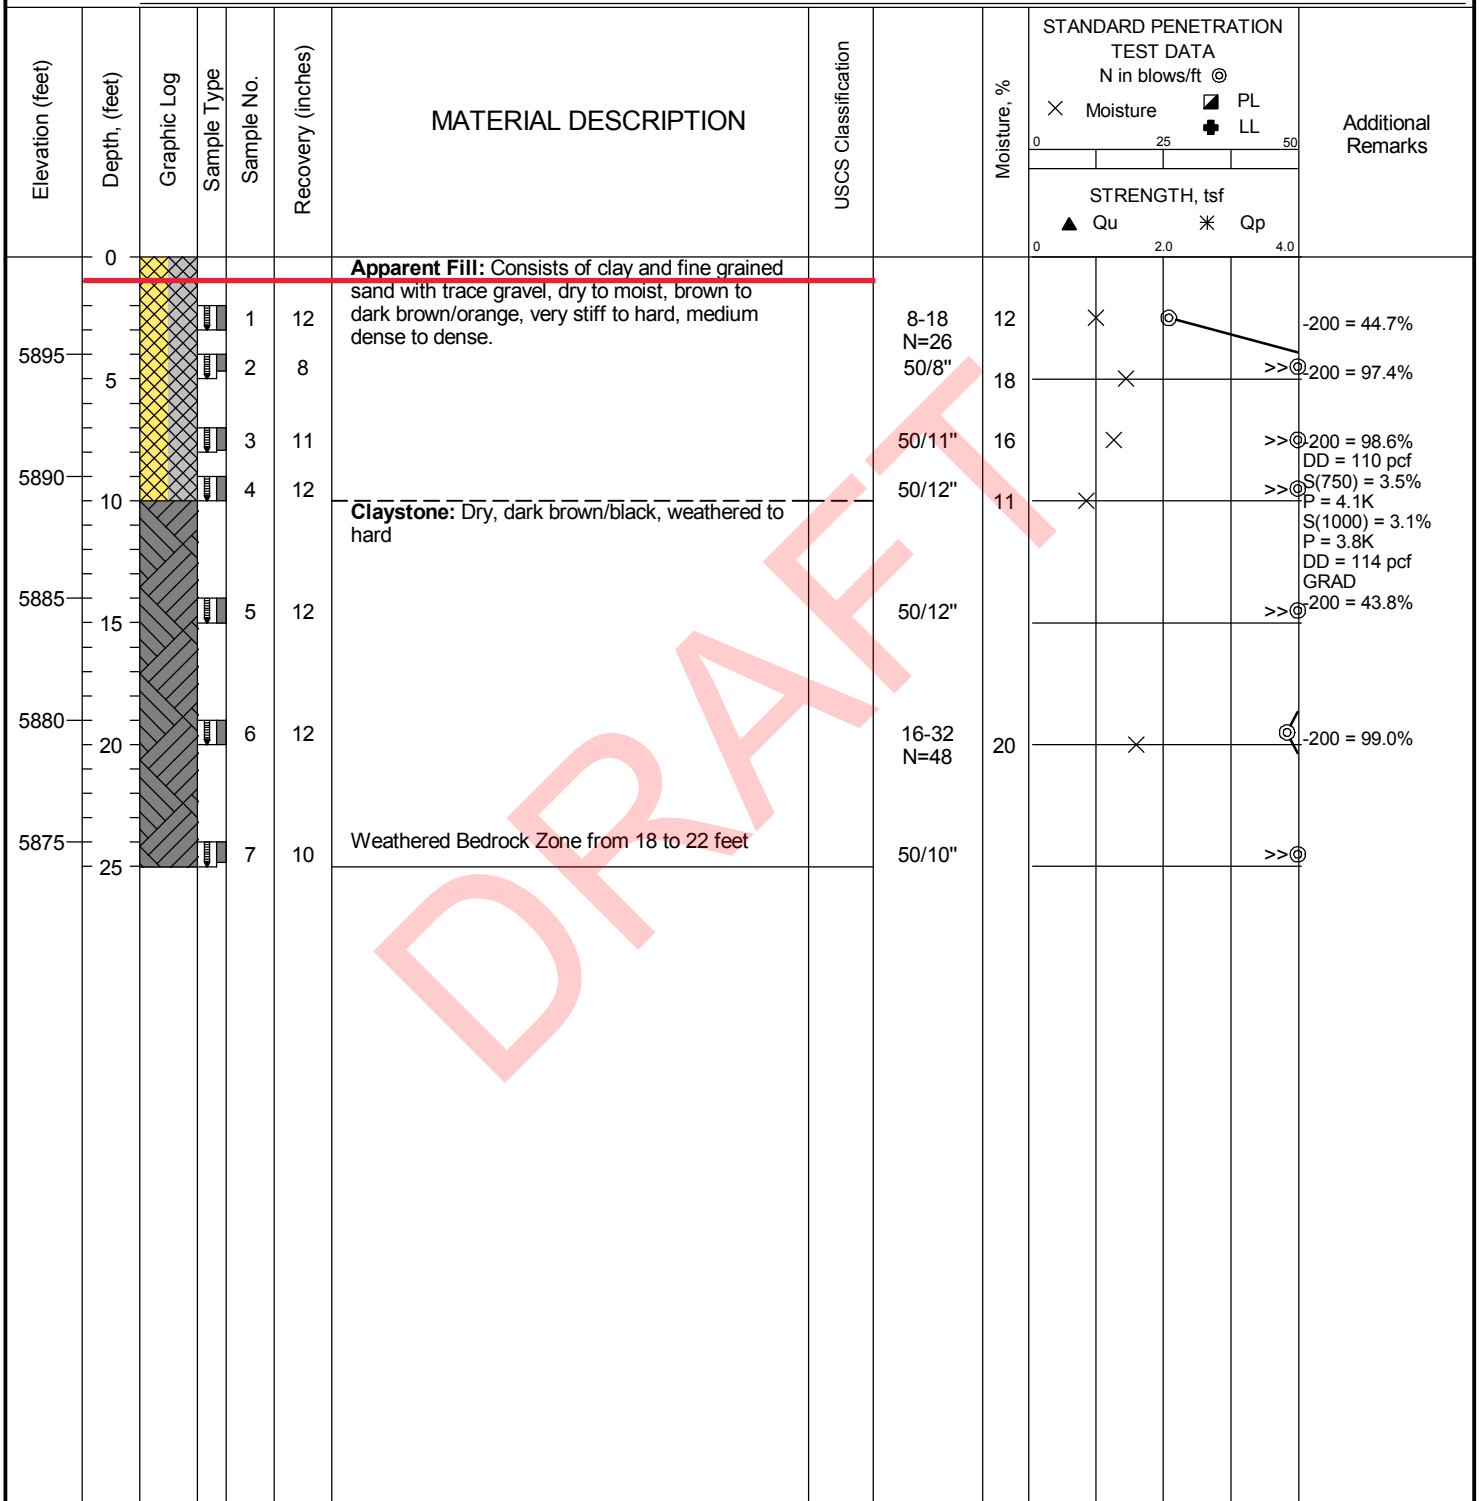 Elevation (feet)
Depth, (feet)
Graphic Log
Sample Type
Sample No.
Recovery (inches)
MATERIAL DESCRIPTION
USCS Classification
Moisture, %
STANDARD PENETRATION
TEST DATA
N in blows/ft
Moisture
PL
LL
0 25 50
STRENGTH, tsf
Qu Qp
0 2.0 4.0
Additional
Remarks
0
Apparent Fill: Consists of clay and fine grained
sand with trace gravel, dry to moist, brown to
dark brown/orange, very stiff to hard, medium
dense to dense.
1 12 8-18 12 -200 = 44.7%
N=26
5895
2 8 50/8" >> -200 = 97.4%
5 18
3 11 50/11" 16 >> -200 = 98.6%
DD = 110 pcf
5890
4 12 50/12" >> S(750) = 3.5%
10 11 P = 4.1K
Claystone: Dry, dark brown/black, weathered to
hard
S(1000) = 3.1%
P = 3.8K
DD = 114 pcf
GRAD
5885 -200 = 43.8%
5 12 50/12" >>
15
5880
6 12 16-32
N=48
20 20 -200 = 99.0%
5875
Weathered Bedrock Zone from 18 to 22 feet
7 10 50/10" >>
25
DRAFT